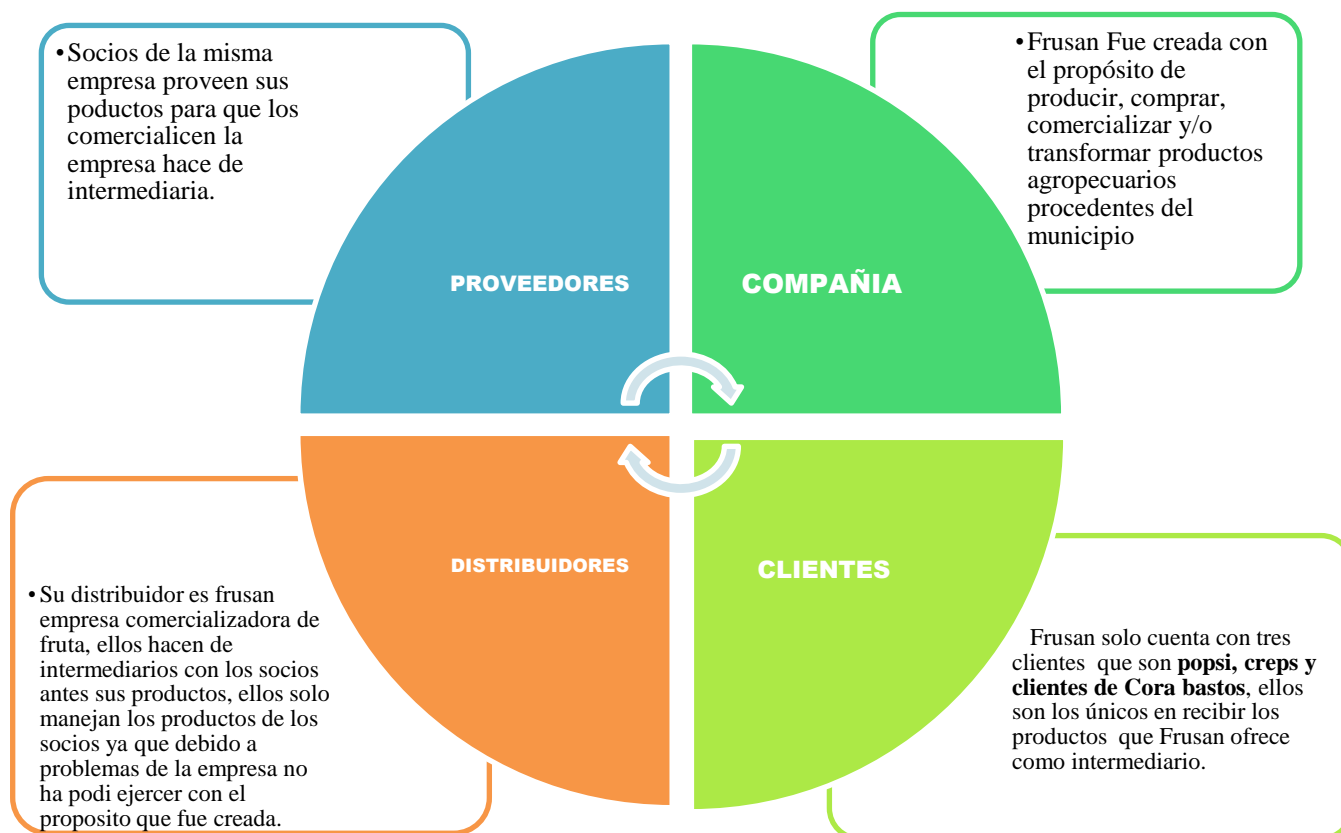 •Socios de la misma
empresa proveen sus
poductos para que los
comercialicen la
empresa hace de
intermediaria.
•Frusan Fue creada con
el propósito de
producir, comprar,
comercializar y/o
transformar productos
agropecuarios
procedentes del
municipio
PROVEEDORES
COMPAÑIA
DISTRIBUIDORES
CLIENTES
•Su distribuidor es frusan
empresa comercializadora de
fruta, ellos hacen de
intermediarios con los socios
antes sus productos, ellos solo
manejan los productos de los
socios ya que debido a
problemas de la empresa no
ha podi ejercer con el
proposito que fue creada.
Frusan solo cuenta con tres
clientes que son popsi, creps y
clientes de Cora bastos, ellos
son los únicos en recibir los
productos que Frusan ofrece
como intermediario.